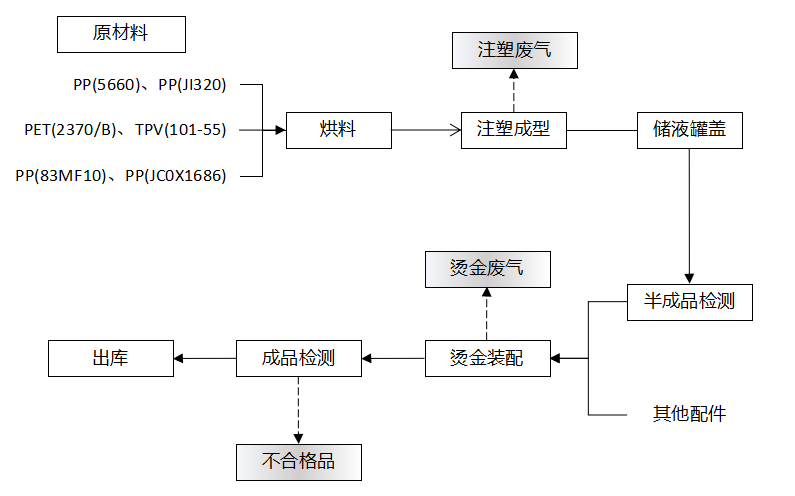 原材料
注塑废气
PP(5660)、PP(JI320)
PET(2370/B)、TPV(101-55)
烘料
注塑成型
储液罐盖
PP(83MF10)、PP(JC0X1686)
烫金废气
半成品检测
出库
成品检测
烫金装配
其他配件
不合格品